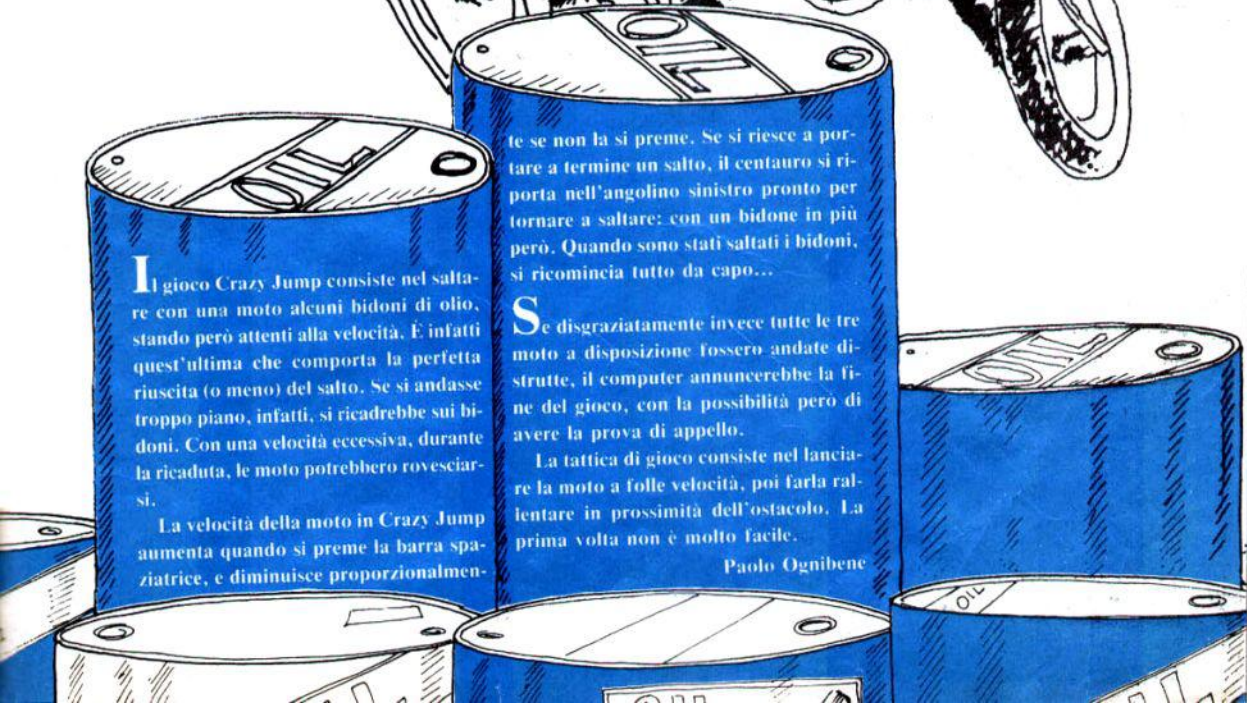 OIL
OIL
Il gioco Crazy Jump consiste nel salta-
re con una moto alcuni bidoni di olio,
stando però attenti alla velocità. È infatti
quest'ultima che comporta la perfetta
riuscita (o meno) del salto. Se si andasse
troppo piano, infatti, si ricadrebbe sui bi-
doni. Con una velocità eccessiva, durante
la ricaduta, le moto potrebbero rovesciar-
si.
La velocità della moto in Crazy Jump
aumenta quando si preme la barra spa-
ziatrice, e diminuisce proporzionalmen-
te se non la si preme. Se si riesce a por-
tare a termine un salto, il centauro si ri-
porta nell'angolino sinistro pronto per
tornare a saltare: con un bidone in più
però. Quando sono stati saltati i bidoni,
si ricomincia tutto da capo...
Se disgraziatamente invece tutte le tre
moto a disposizione fossero andate di-
strutte, il computer annuncerebbe la fi-
ne del gioco, con la possibilità però di
avere la prova di appello.
La tattica di gioco consiste nel lancia-
re la moto a folle velocità, poi farla ral-
lentare in prossimità dell'ostacolo. La
prima volta non è molto facile.
Paolo Ognibene
OIL
OIL
OIL